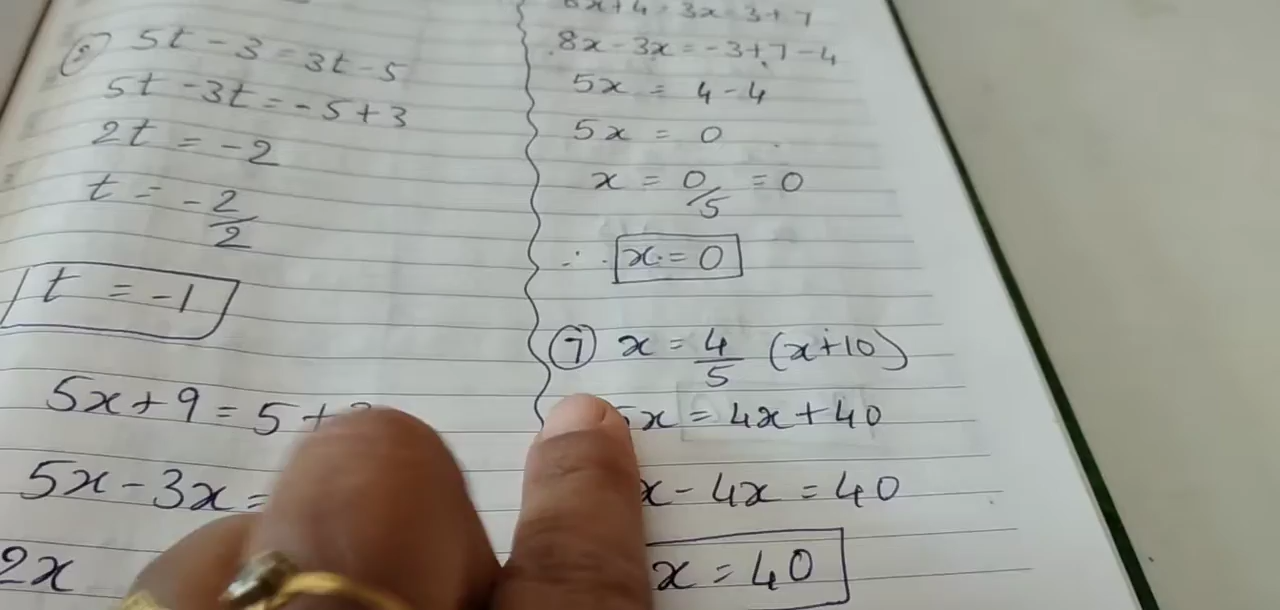 5t - 3 = 3t - 5
5t - 3t = -5 + 3
2t = -2
t = -2/2
t = -1
5x + 9 = 5 +
5x - 3x =
2x
8x - 3x = -3 + 7 - 4
5x = 4 - 4
5x = 0
x = 0/5 = 0
∴ x = 0
⑦ x = 4/5 (x+10)
5x = 4x + 40
x - 4x = 40
x = 40